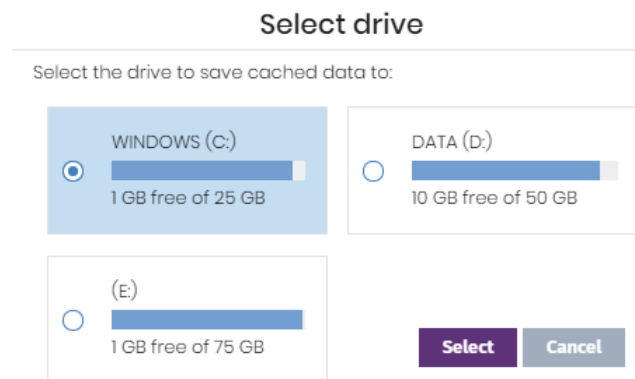 Select drive
Select the drive to save cached data to:
WINDOWS (C:)
1 GB free of 25 GB
DATA (D:)
10 GB free of 50 GB
(E:)
1 GB free of 75 GB
Select
Cancel